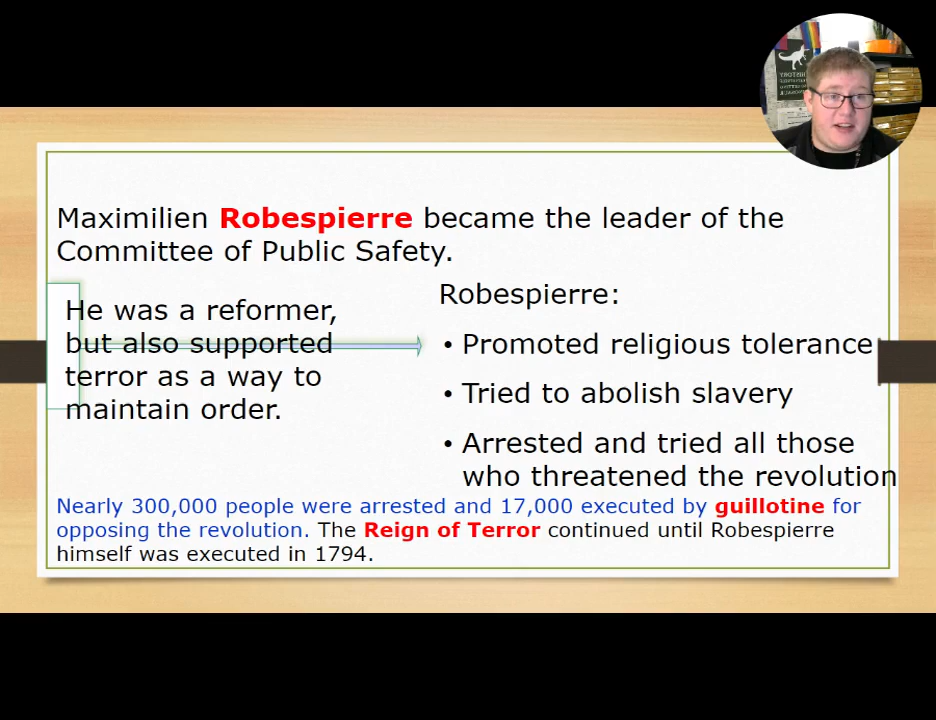 Maximilien Robespierre became the leader of the
Committee of Public Safety.
He was a reformer,
but also supported
terror as a way to
maintain order.
Robespierre:
• Promoted religious tolerance
• Tried to abolish slavery
• Arrested and tried all those
who threatened the revolution
Nearly 300,000 people were arrested and 17,000 executed by guillotine for
opposing the revolution. The Reign of Terror continued until Robespierre
himself was executed in 1794.